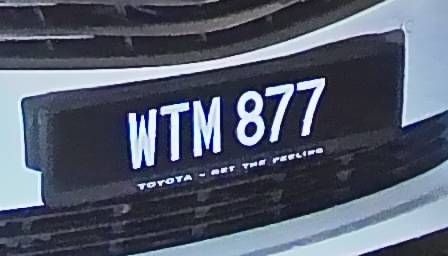 WTM 877
TOYOTA - GET THE FEELING